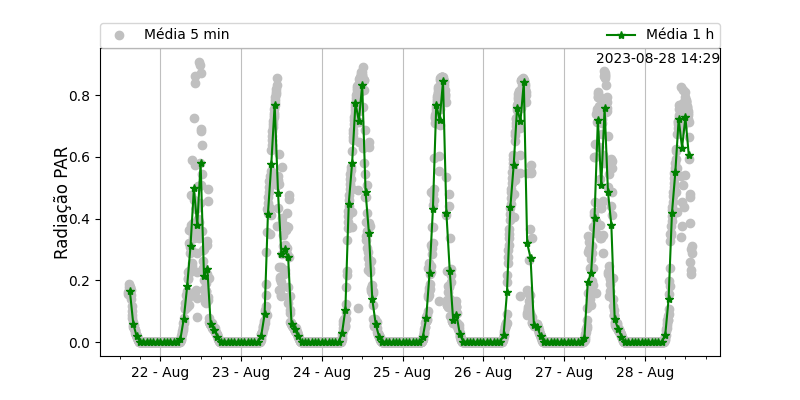 Média 5 min
Média 1 h
2023-08-28 14:29
Radiação PAR
0.8
0.6
0.4
0.2
0.0
22 - Aug
23 - Aug
24 - Aug
25 - Aug
26 - Aug
27 - Aug
28 - Aug